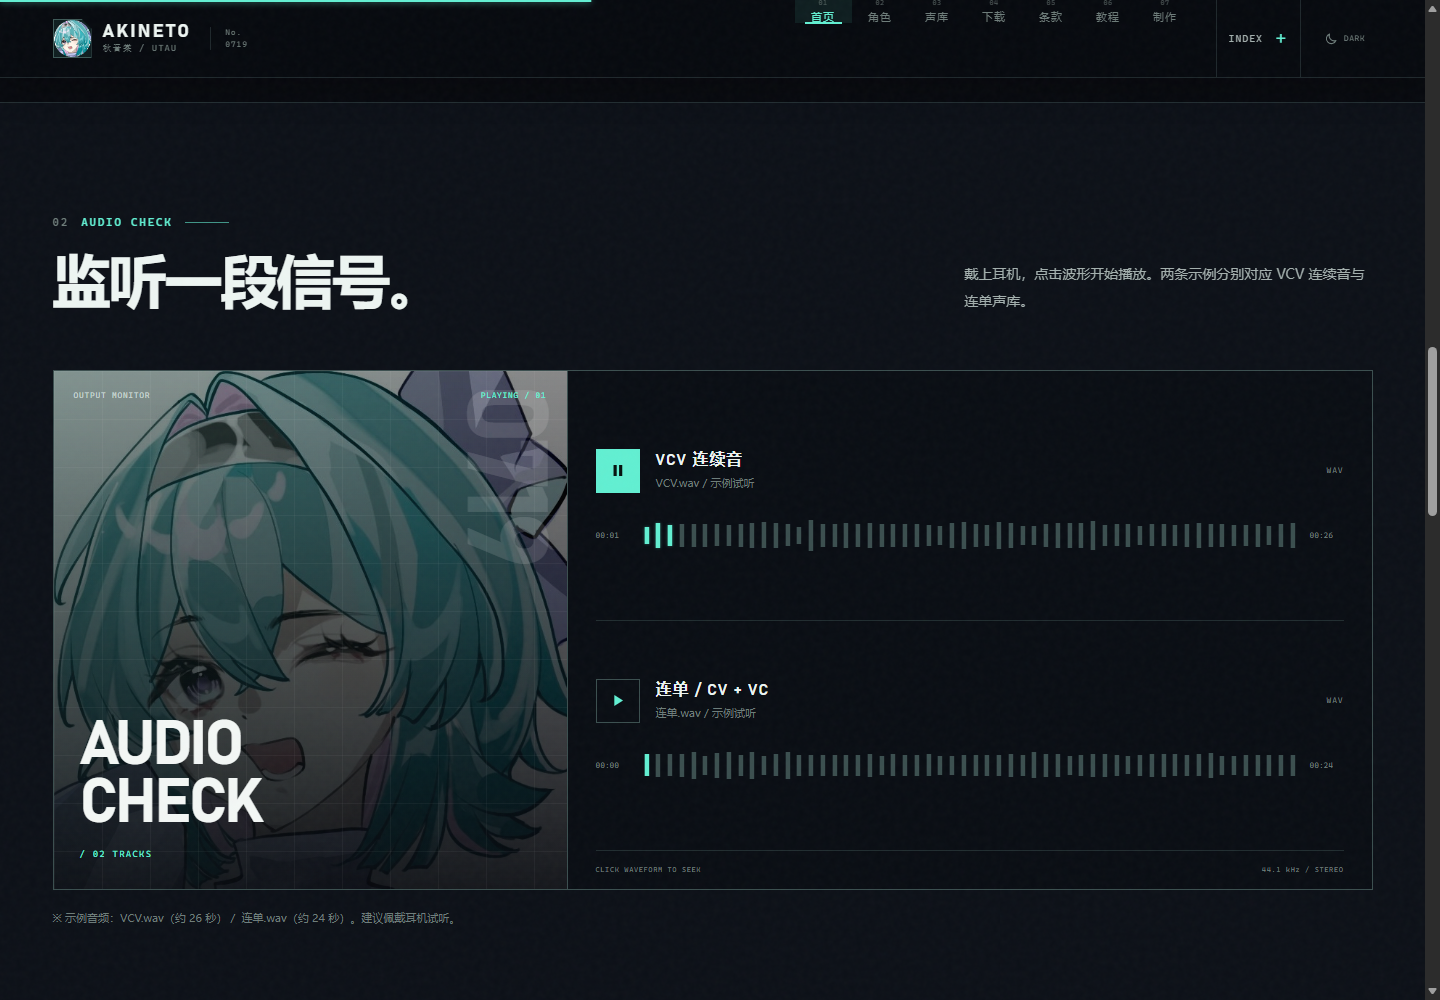 AKINETO
秋音羕 / UTAU
No.
0719
01 02 03 04 05 06 07
首页 角色 声库 下载 条款 教程 制作
INDEX +
DARK
02 AUDIO CHECK
监听一段信号。
戴上耳机，点击波形开始播放。两条示例分别对应 VCV 连续音与
连单声库。
OUTPUT MONITOR
PLAYING / 01
0719
AUDIO
CHECK
/ 02 TRACKS
VCV 连续音
VCV.wav / 示例试听
WAV
00:01
00:26
连单 / CV + VC
连单.wav / 示例试听
WAV
00:00
00:24
CLICK WAVEFORM TO SEEK
44.1 kHz / STEREO
※ 示例音频：VCV.wav（约 26 秒） / 连单.wav（约 24 秒）。建议佩戴耳机试听。